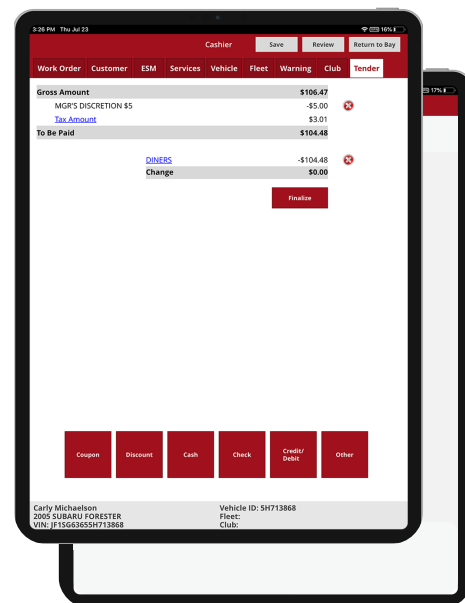 3:26 PM Thu Jul 23
16%
Cashier
Save
Review
Return to Bay
Work Order Customer ESM Services Vehicle Fleet Warning Club Tender
17%
Gross Amount $106.47
MGR'S DISCRETION $5 -$5.00
Tax Amount $3.01
To Be Paid $104.48
DINERS -$104.48
Change $0.00
Finalize
Coupon
Discount
Cash
Check
Credit/
Debit
Other
Carly Michaelson Vehicle ID: 5H713868
2005 SUBARU FORESTER Fleet:
VIN: JF1SG63655H713868 Club: